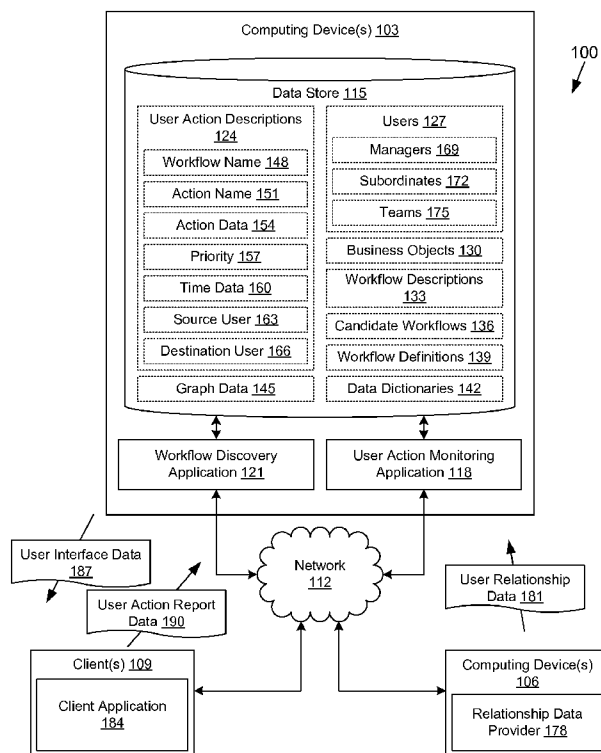 Computing Device(s) 103
100
Data Store 115
User Action Descriptions
124
Workflow Name 148
Action Name 151
Action Data 154
Priority 157
Time Data 160
Source User 163
Destination User 166
Graph Data 145
Users 127
Managers 169
Subordinates 172
Teams 175
Business Objects 130
Workflow Descriptions
133
Candidate Workflows 136
Workflow Definitions 139
Data Dictionaries 142
Workflow Discovery
Application 121
User Action Monitoring
Application 118
User Interface Data
187
User Action Report
Data 190
Network
112
User Relationship
Data 181
Client(s) 109
Client Application
184
Computing Device(s)
106
Relationship Data
Provider 178